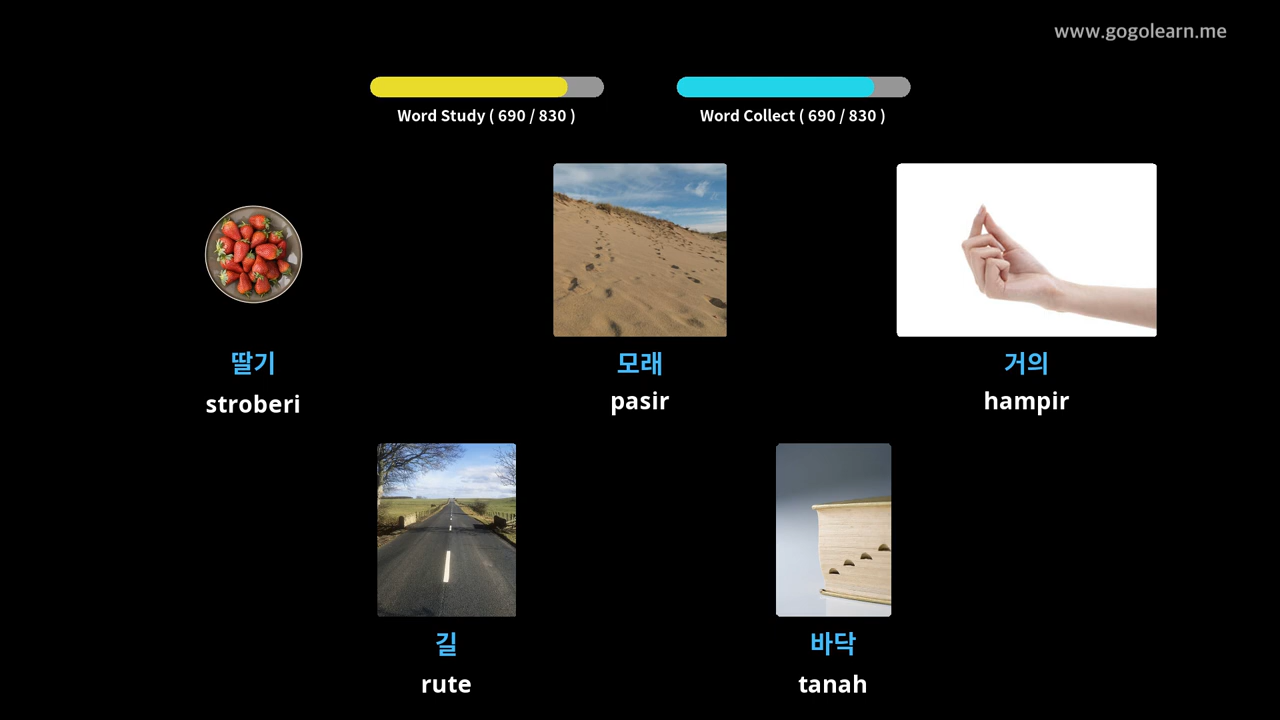 www.gogolearn.me
Word Study ( 690 / 830 )
Word Collect ( 690 / 830 )
딸기
stroberi
모래
pasir
거의
hampir
길
rute
바닥
tanah